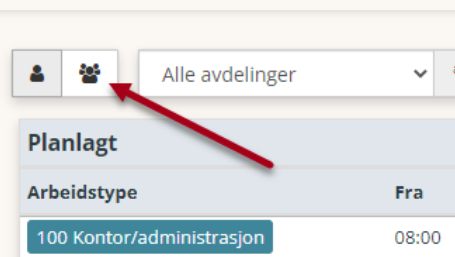 Alle avdelinger
Planlagt
Arbeidstype Fra
100 Kontor/administrasjon 08:00